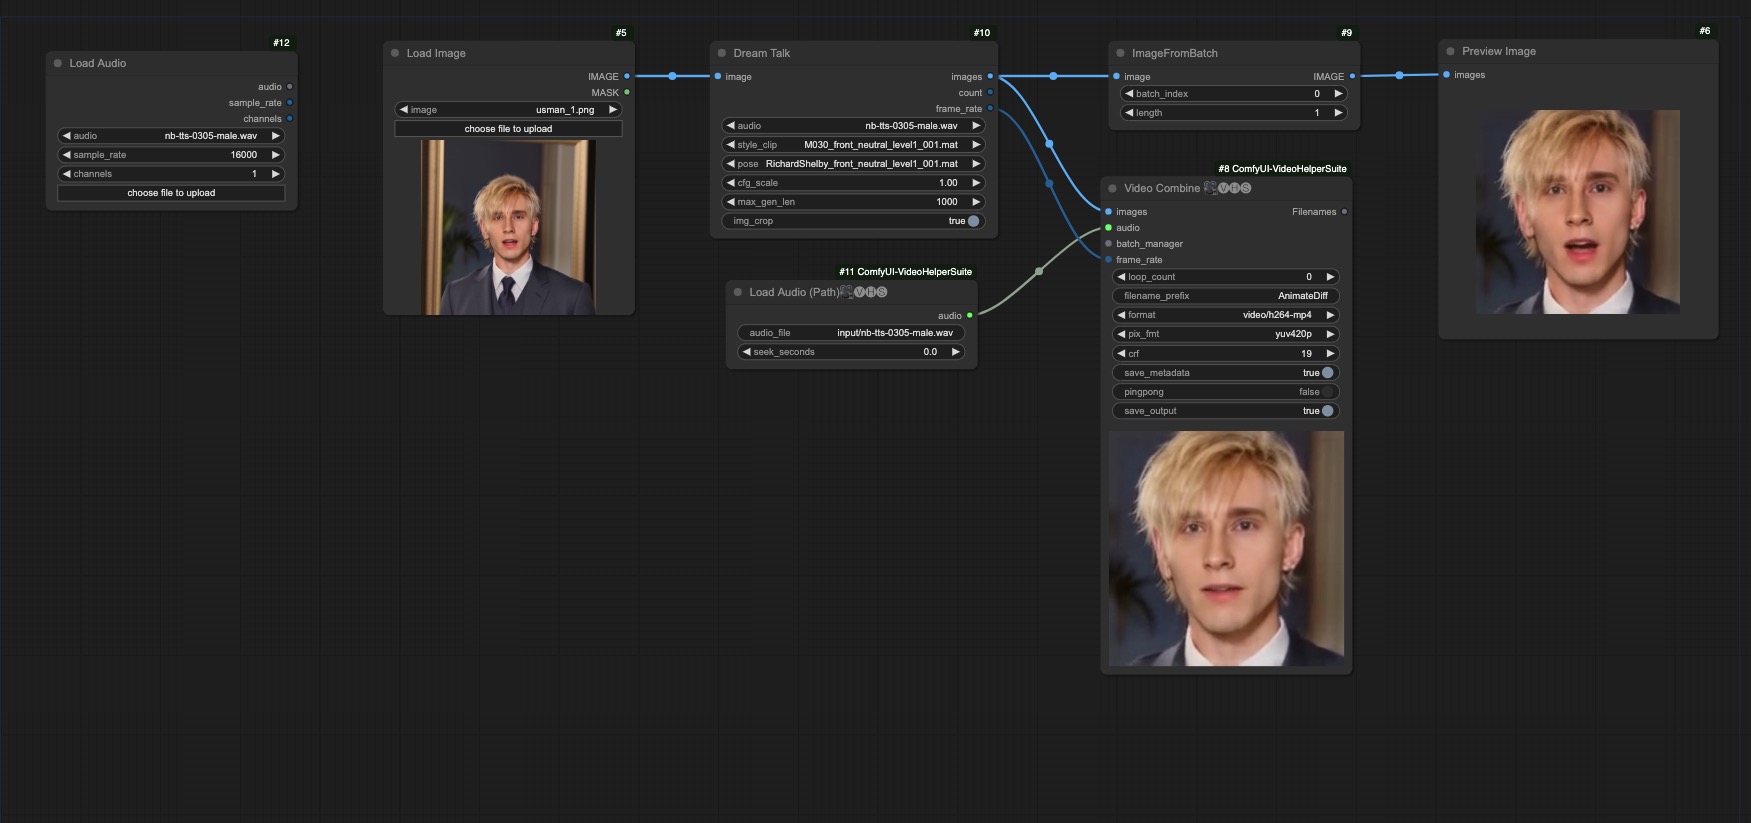 #12
Load Audio
audio
sample_rate
channels
audio nb-tts-0305-male.wav
sample_rate 16000
channels 1
choose file to upload
#5
Load Image
IMAGE
MASK
image usman_1.png
choose file to upload
#10
Dream Talk
image images
count
frame_rate
audio nb-tts-0305-male.wav
style_clip M030_front_neutral_level1_001.mat
pose RichardShelby_front_neutral_level1_001.mat
cfg_scale 1.00
max_gen_len 1000
img_crop true
#11 ComfyUI-VideoHelperSuite
Load Audio (Path) VHS
audio
audio_file input/nb-tts-0305-male.wav
seek_seconds 0.0
#9
ImageFromBatch
image IMAGE
batch_index 0
length 1
#8 ComfyUI-VideoHelperSuite
Video Combine VHS
images Filenames
audio
batch_manager
frame_rate
loop_count 0
filename_prefix AnimateDiff
format video/h264-mp4
pix_fmt yuv420p
crf 19
save_metadata true
pingpong false
save_output true
#6
Preview Image
images